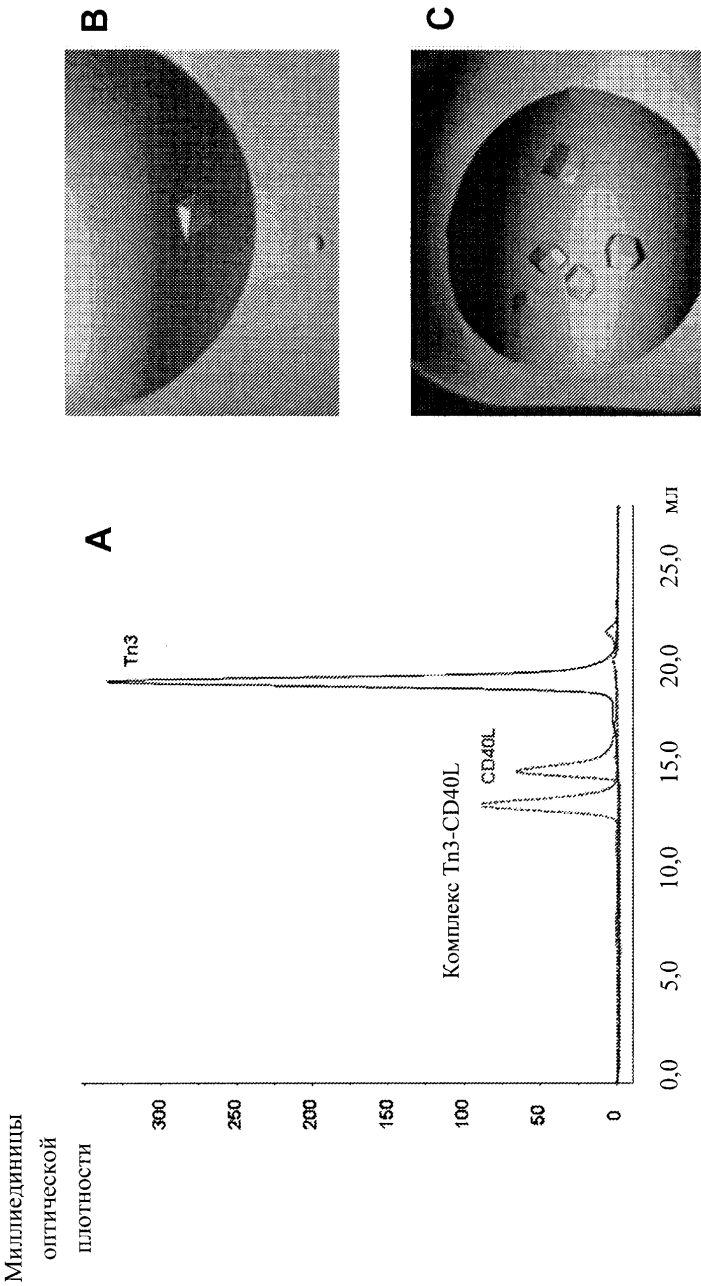 Миллиединицы
оптической
плотности
A
B
C
Tn3
CD40L
Комплекс Tn3-CD40L
300
250
200
150
100
50
0
0,0
5,0
10,0
15,0
20,0
25,0
мл